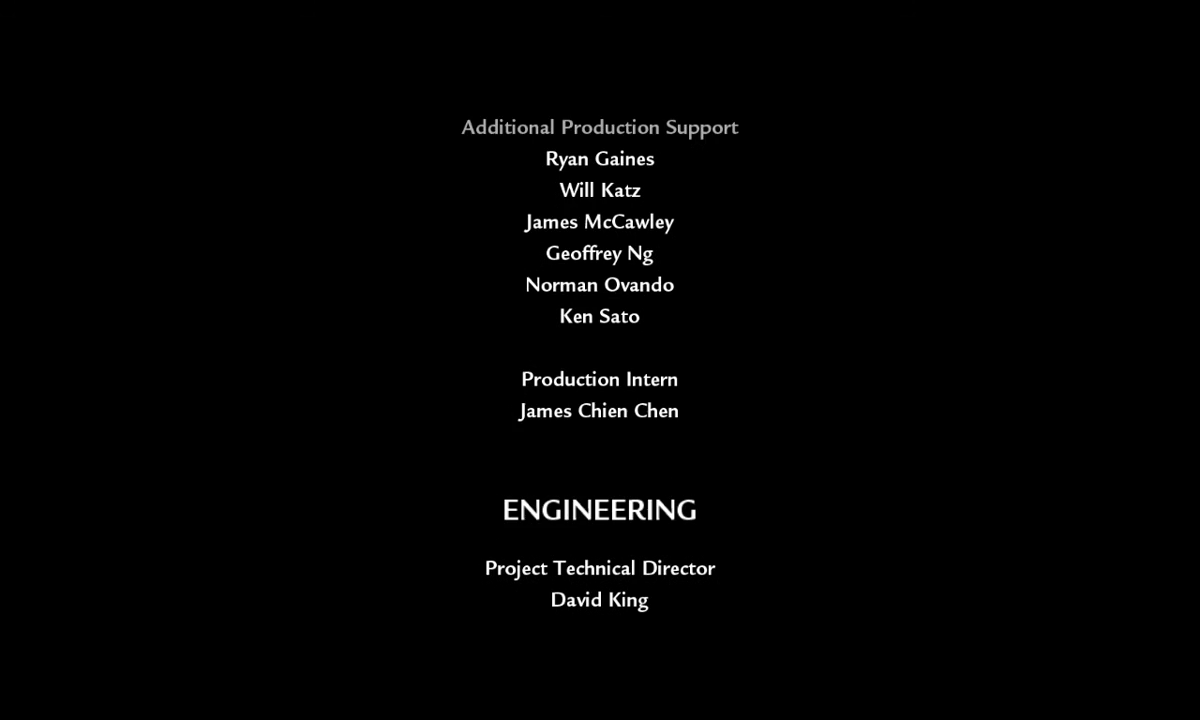 Additional Production Support
Ryan Gaines
Will Katz
James McCawley
Geoffrey Ng
Norman Ovando
Ken Sato
Production Intern
James Chien Chen
ENGINEERING
Project Technical Director
David King